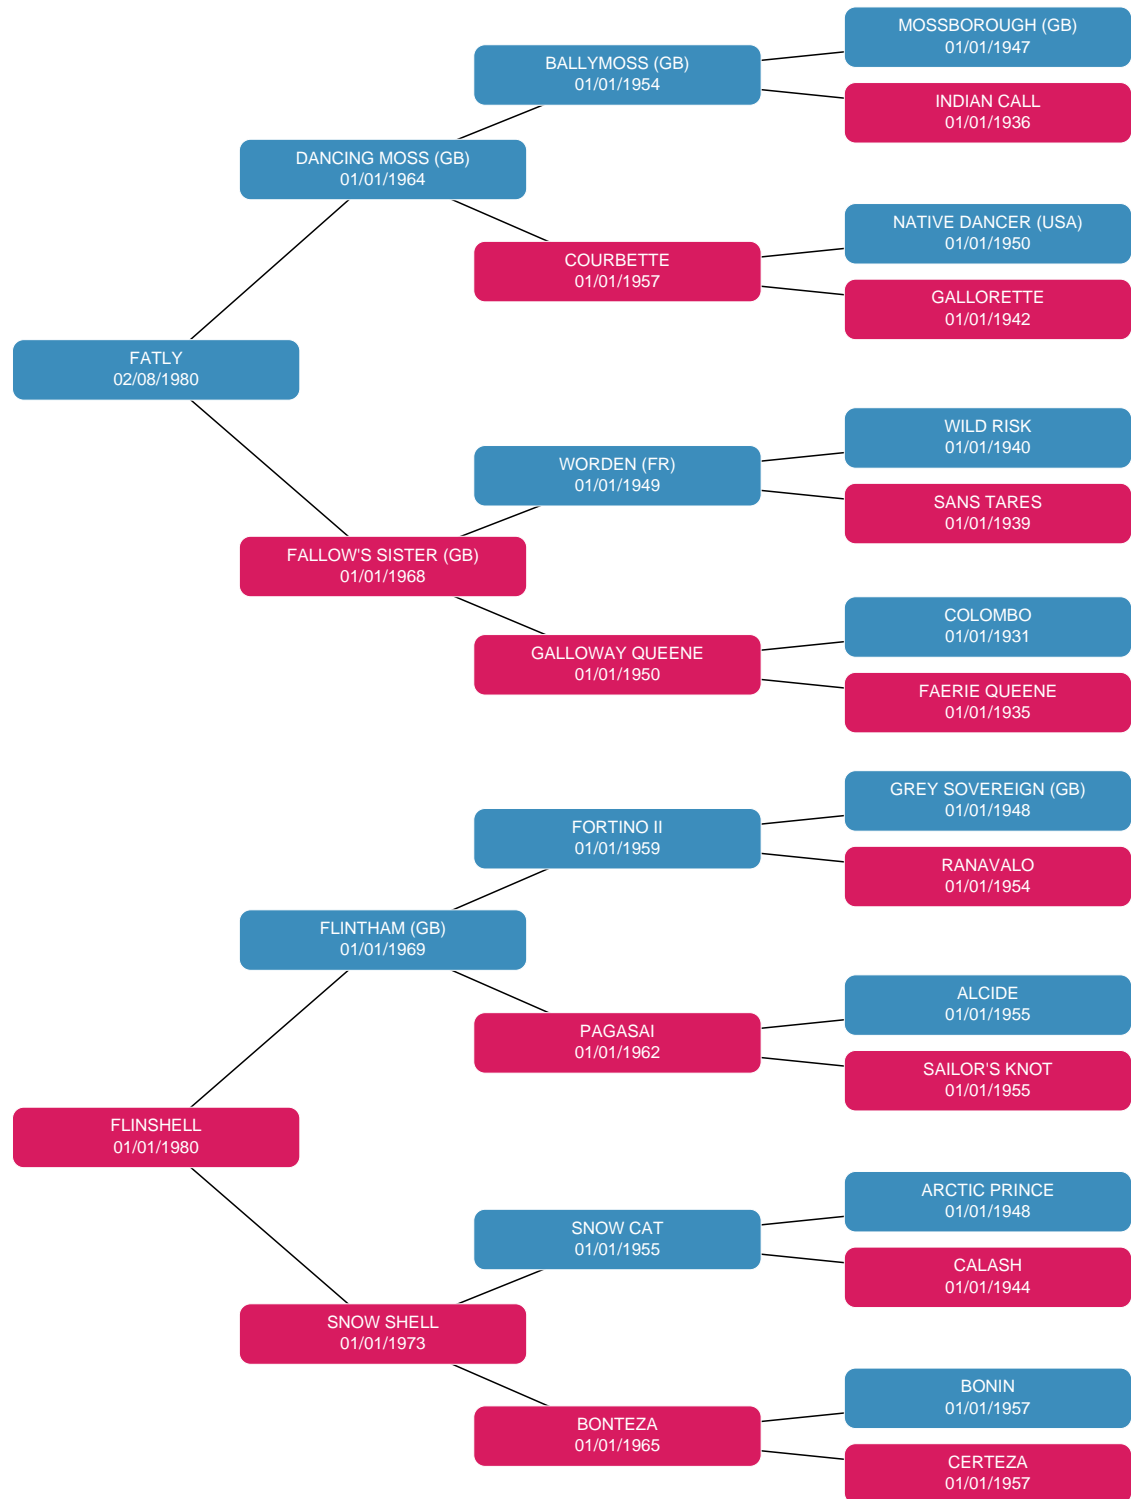 MOSSBOROUGH (GB)
01/01/1947
BALLYMOSS (GB)
01/01/1954
INDIAN CALL
01/01/1936
DANCING MOSS (GB)
01/01/1964
NATIVE DANCER (USA)
01/01/1950
COURBETTE
01/01/1957
GALLORETTE
01/01/1942
FATLY
02/08/1980
WILD RISK
01/01/1940
WORDEN (FR)
01/01/1949
SANS TARES
01/01/1939
FALLOW'S SISTER (GB)
01/01/1968
COLOMBO
01/01/1931
GALLOWAY QUEENE
01/01/1950
FAERIE QUEENE
01/01/1935
GREY SOVEREIGN (GB)
01/01/1948
FORTINO II
01/01/1959
RANAVALO
01/01/1954
FLINTHAM (GB)
01/01/1969
ALCIDE
01/01/1955
PAGASAI
01/01/1962
SAILOR'S KNOT
01/01/1955
FLINSHELL
01/01/1980
ARCTIC PRINCE
01/01/1948
SNOW CAT
01/01/1955
CALASH
01/01/1944
SNOW SHELL
01/01/1973
BONIN
01/01/1957
BONTEZA
01/01/1965
CERTEZA
01/01/1957